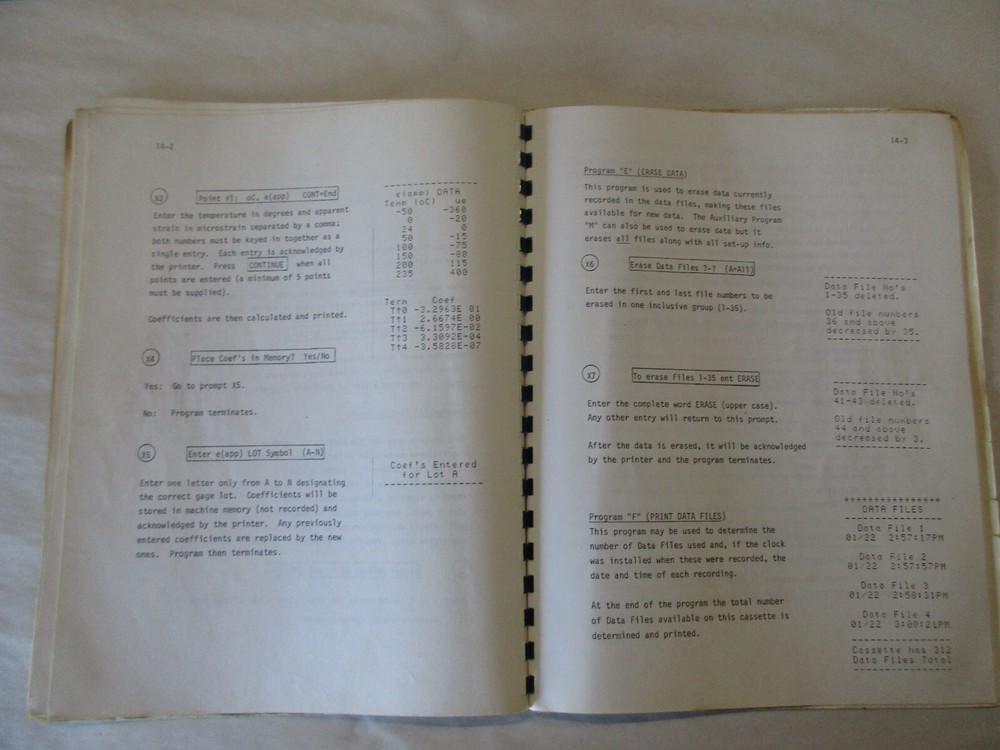 14-2
X3
Point #1: oC, e(app) CONT=End
Enter the temperature in degrees and apparent
strain in microstrain separated by a comma;
both numbers must be keyed in together as a
single entry. Each entry is acknowledged by
the printer. Press CONTINUE when all
points are entered (a minimum of 5 points
must be supplied).
Coefficients are then calculated and printed.
e(app) DATA
Temp (oC) ue
-50 -360
0 -20
24 0
50 -15
100 -75
150 -80
200 115
235 400
Term Coef
T↑0 -3.2963E 01
T↑1 2.6674E 00
T↑2 -6.1597E-02
T↑3 3.3092E-04
T↑4 -3.5828E-07
X4
Place Coef's in Memory? Yes/No
Yes: Go to prompt X5.
No: Program terminates.
X5
Enter e(app) LOT Symbol (A-N)
Enter one letter only from A to N designating
the correct gage lot. Coefficients will be
stored in machine memory (not recorded) and
acknowledged by the printer. Any previously
entered coefficients are replaced by the new
ones. Program then terminates.
Coef's Entered
for Lot A
14-3
Program "E" (ERASE DATA)
This program is used to erase data currently
recorded in the data files, making these files
available for new data. The Auxiliary Program
"M" can also be used to erase data but it
erases all files along with all set-up info.
X6
Erase Data Files ?-? (A=All)
Enter the first and last file numbers to be
erased in one inclusive group (1-35).
Data File No's
1-35 deleted.
Old file numbers
36 and above
decreased by 35.
X7
To erase Files 1-35 ent ERASE
Enter the complete word ERASE (upper case).
Any other entry will return to this prompt.
After the data is erased, it will be acknowledged
by the printer and the program terminates.
Data File No's
41-43 deleted.
Old file numbers
44 and above
decreased by 3.
Program "F" (PRINT DATA FILES)
This program may be used to determine the
number of Data Files used and, if the clock
was installed when these were recorded, the
date and time of each recording.
At the end of the program the total number
of Data Files available on this cassette is
determined and printed.
****************
DATA FILES
Data File 1
01/22 2:57:17PM
Data File 2
01/22 2:57:57PM
Data File 3
01/22 2:58:31PM
Data File 4
01/22 3:00:21PM
Cassette has 312
Data Files Total